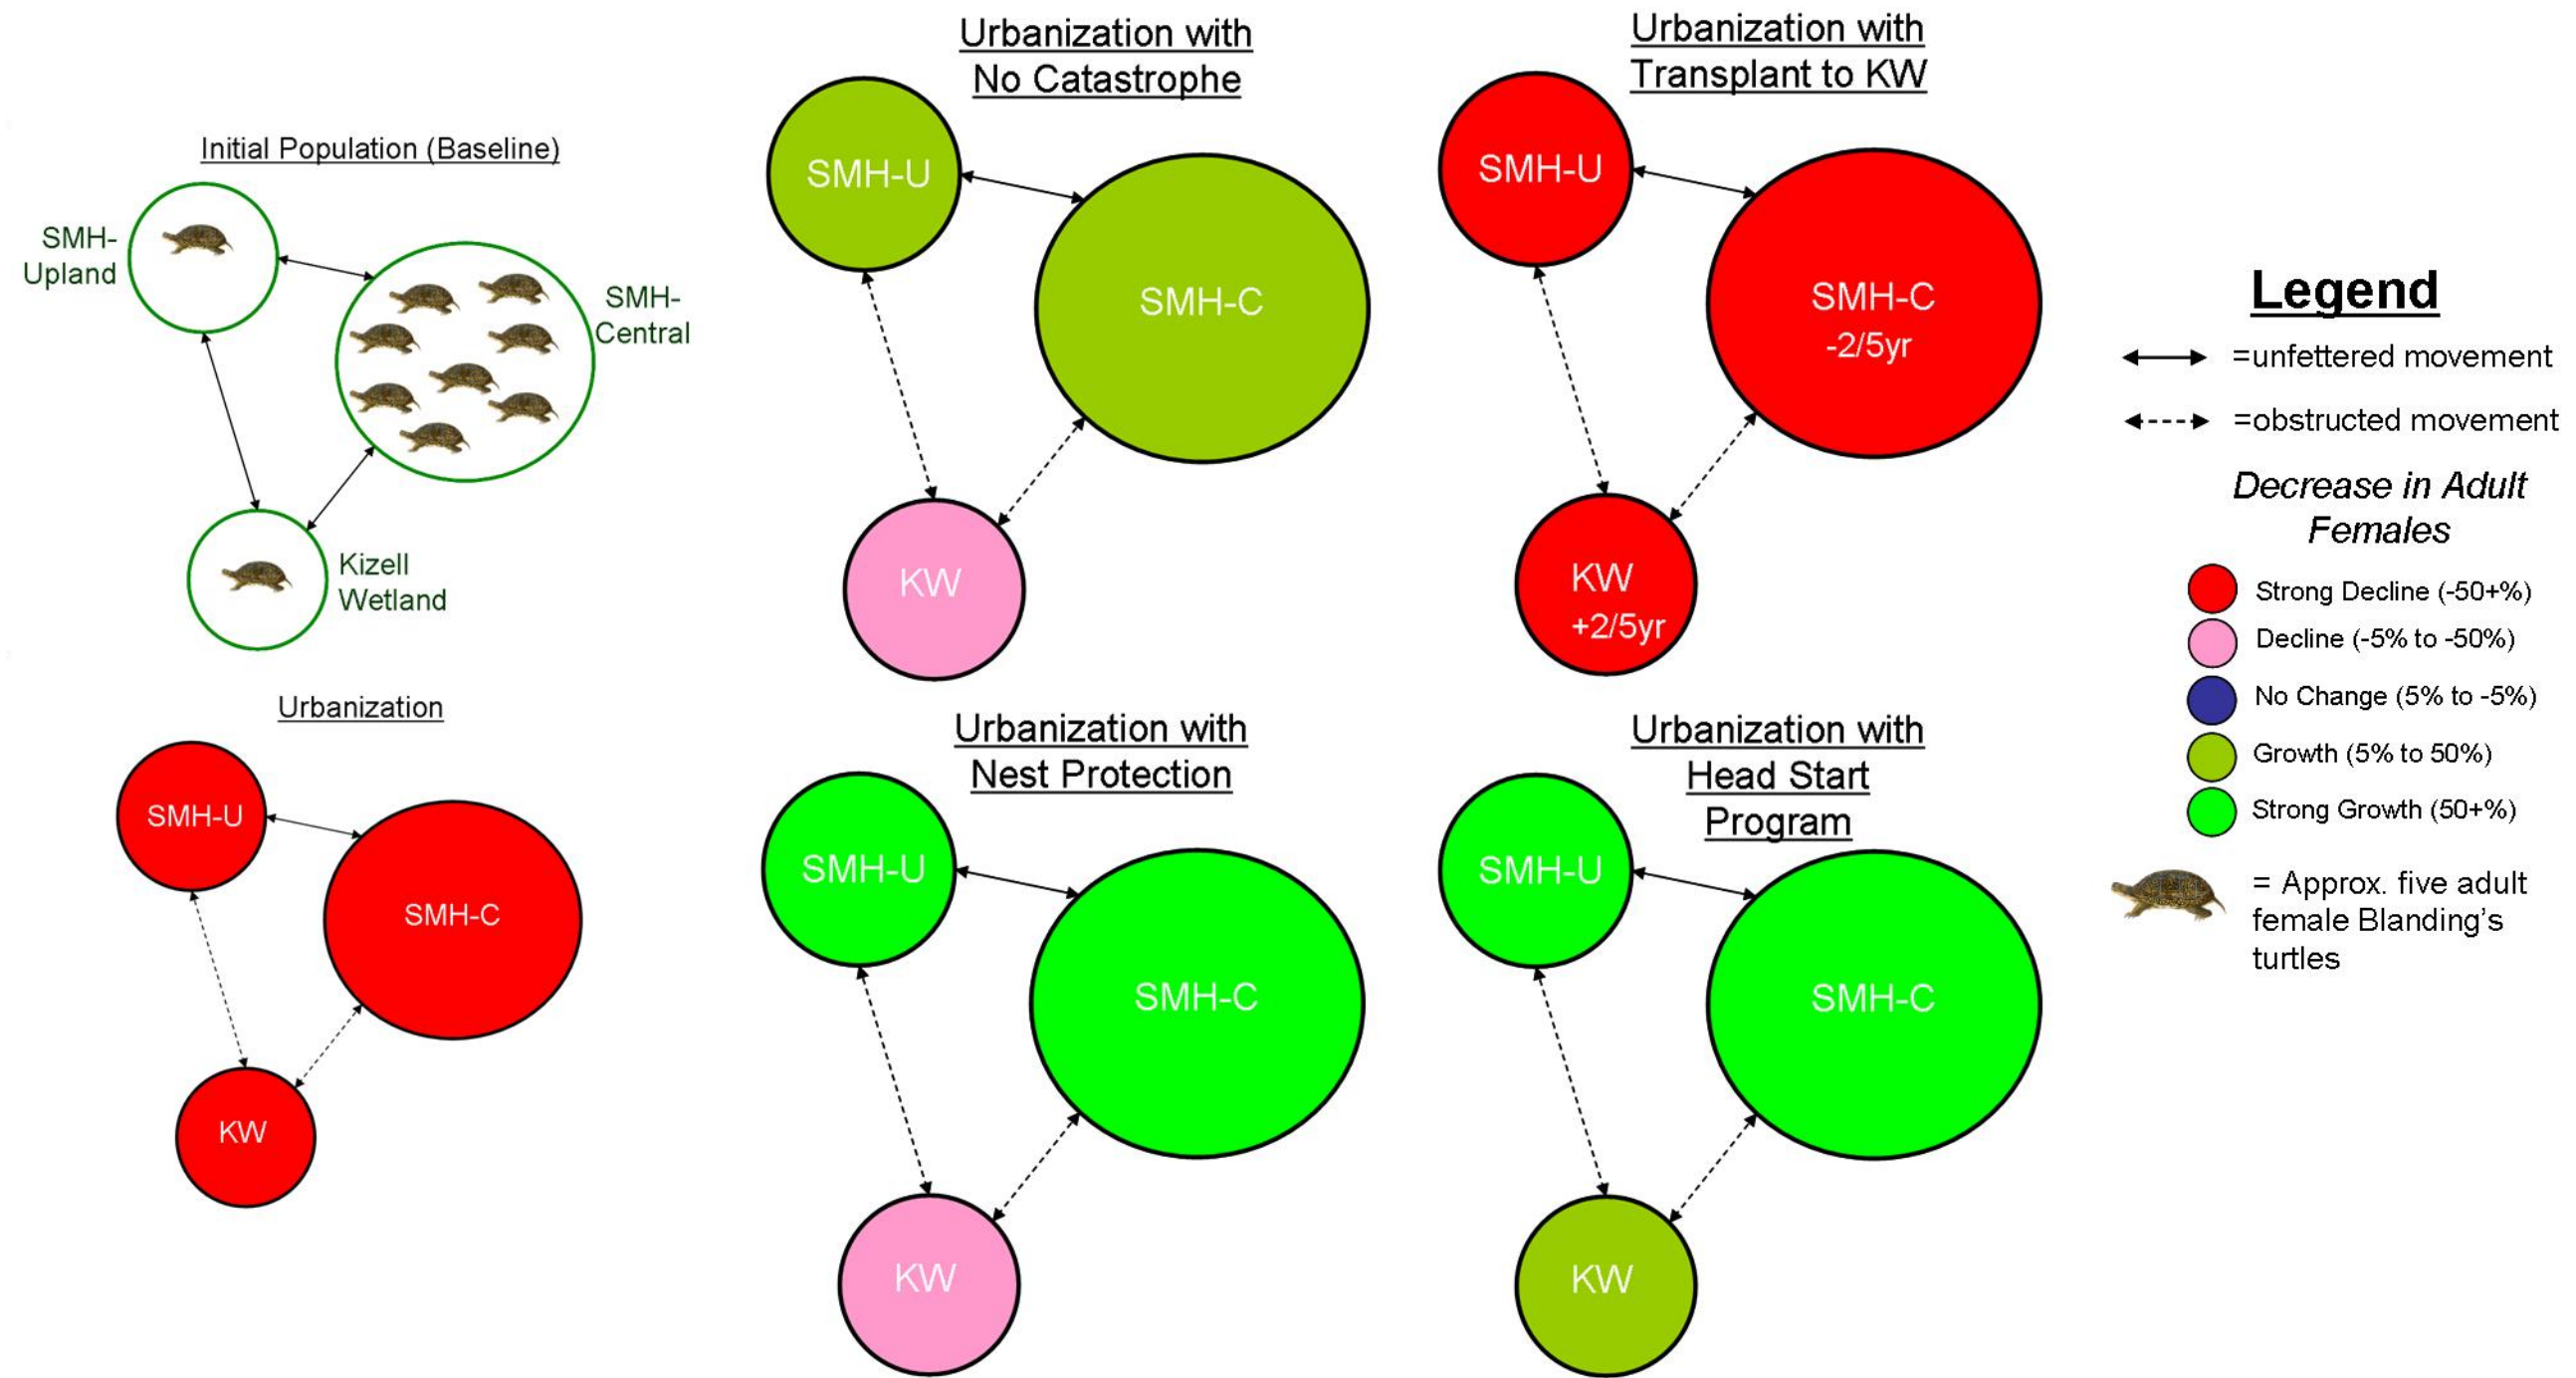 Initial Population (Baseline)
SMH-
Upland
SMH-
Central
Kizell
Wetland
Urbanization with
No Catastrophe
SMH-U
SMH-C
KW
Urbanization with
Transplant to KW
SMH-U
SMH-C
-2/5yr
KW
+2/5yr
Urbanization
SMH-U
SMH-C
KW
Urbanization with
Nest Protection
SMH-U
SMH-C
KW
Urbanization with
Head Start
Program
SMH-U
SMH-C
KW
Legend
=unfettered movement
=obstructed movement
Decrease in Adult
Females
Strong Decline (-50+%)
Decline (-5% to -50%)
No Change (5% to -5%)
Growth (5% to 50%)
Strong Growth (50+%)
= Approx. five adult
female Blanding's
turtles